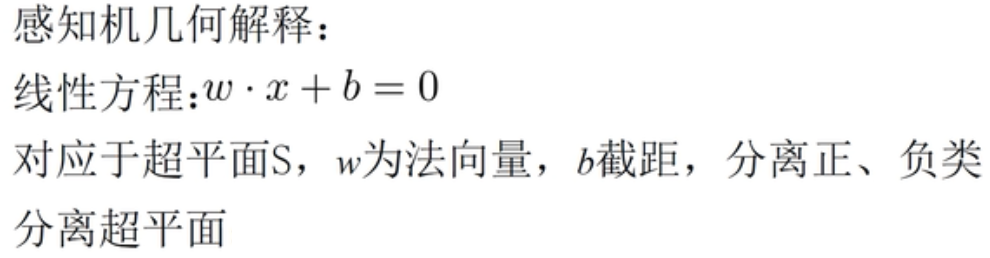 感知机几何解释：
线性方程：w · x + b = 0
对应于超平面S，w为法向量，b截距，分离正、负类
分离超平面